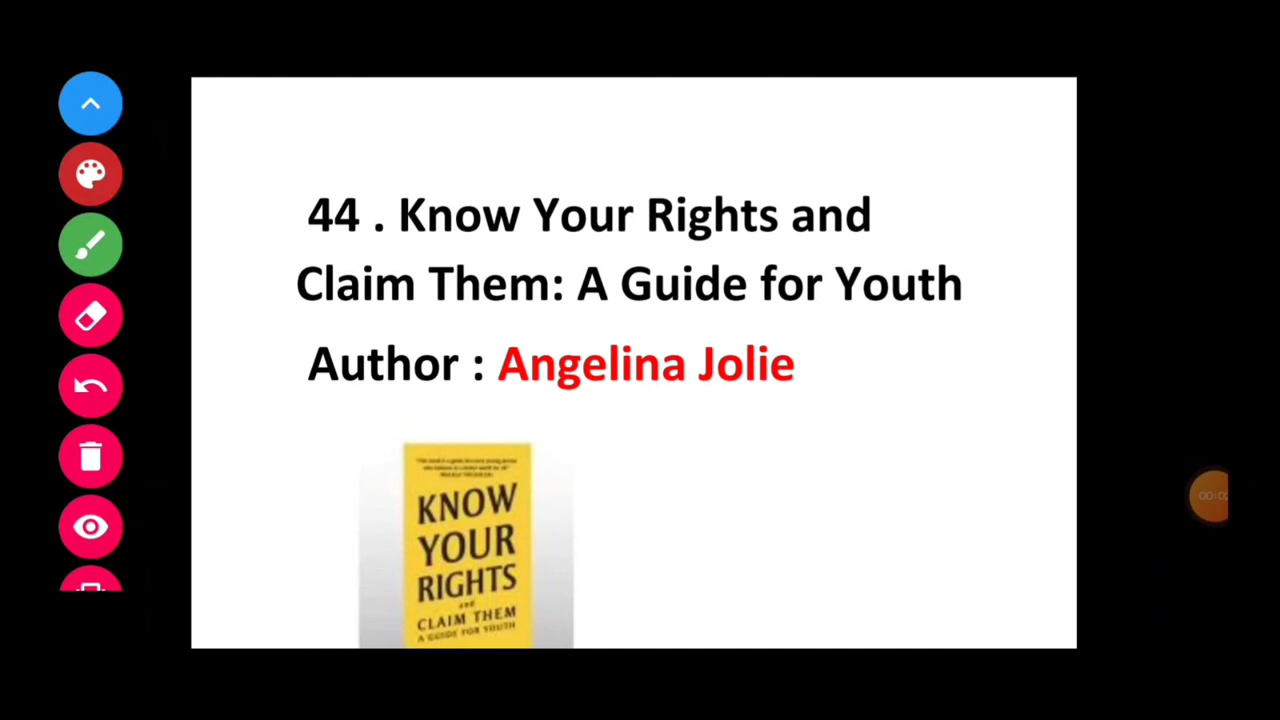 44 . Know Your Rights and
Claim Them: A Guide for Youth
Author : Angelina Jolie
KNOW
YOUR
RIGHTS
and
CLAIM THEM
A GUIDE FOR YOUTH